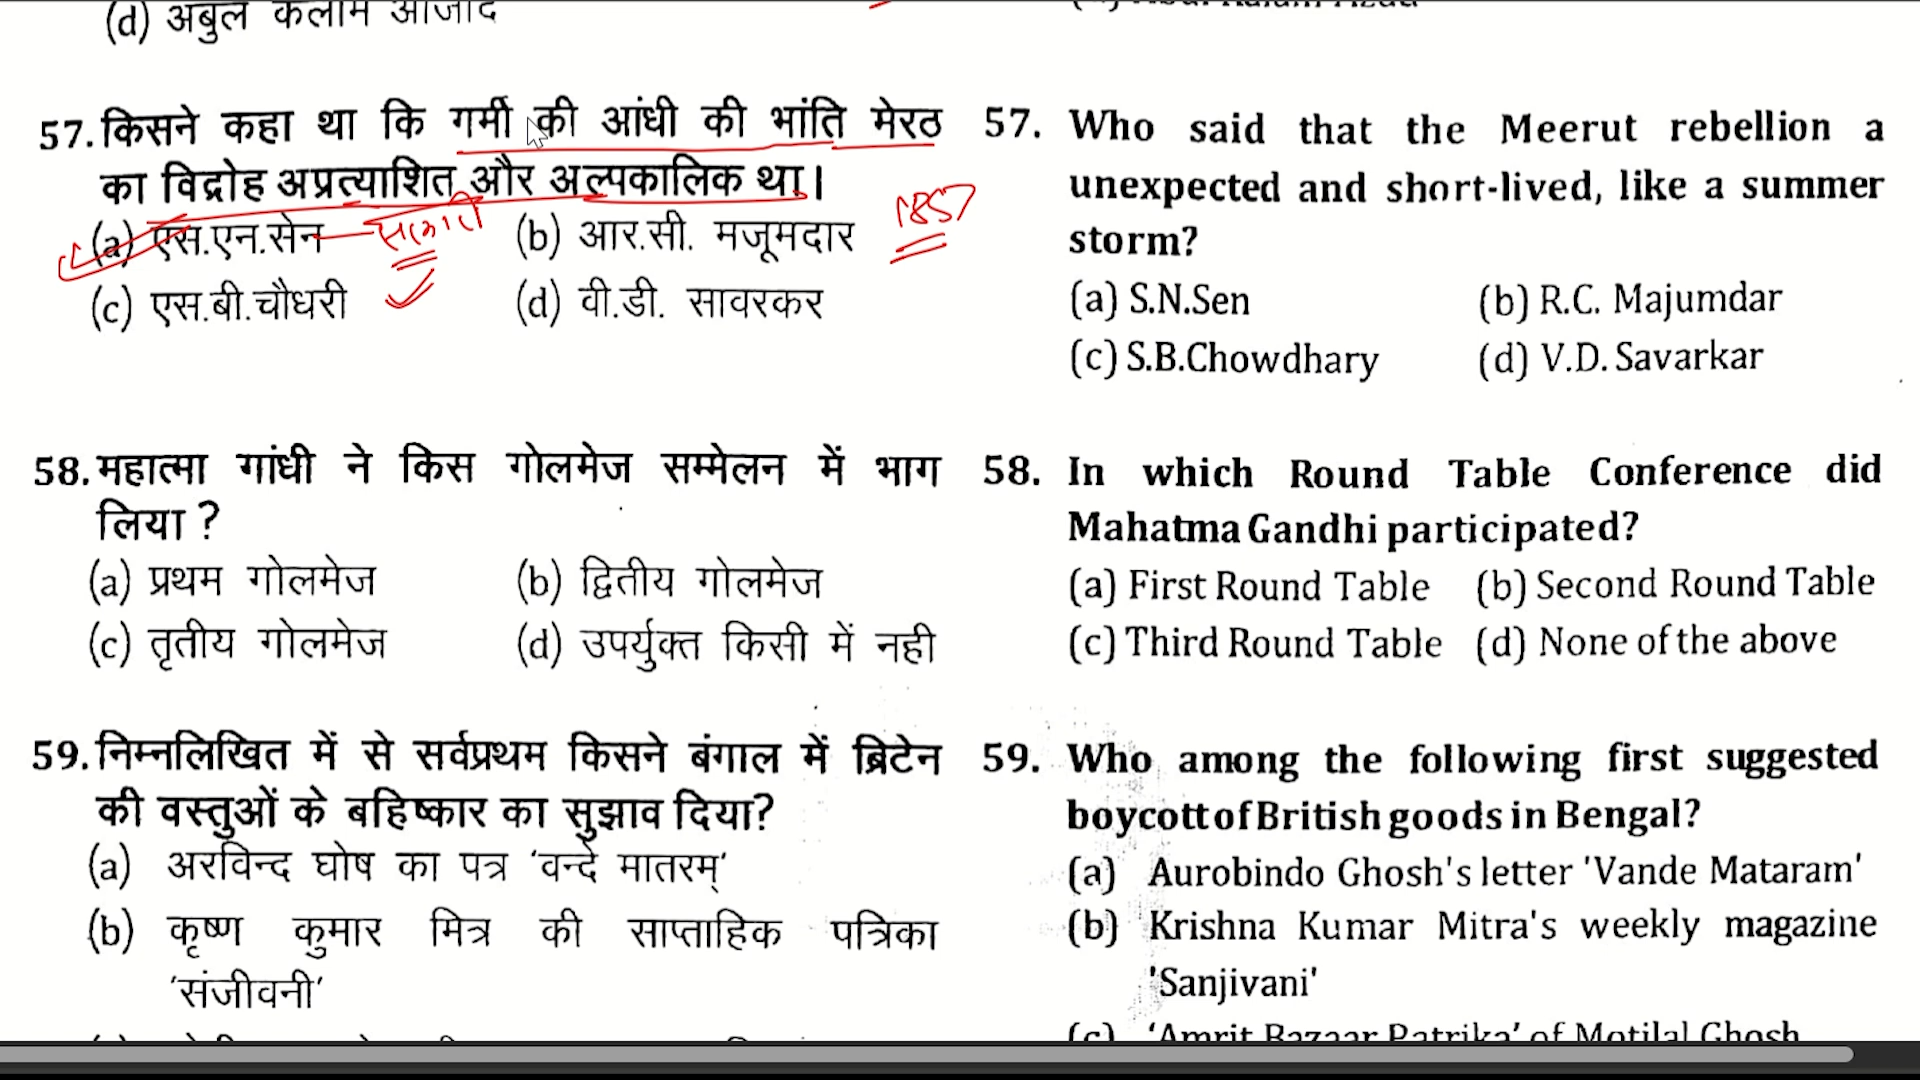 (d) अबुल कलाम आजाद
57. किसने कहा था कि गर्मी की आंधी की भांति मेरठ
का विद्रोह अप्रत्याशित और अल्पकालिक था।
(a) एस.एन.सेन (b) आर.सी. मजूमदार
1857
(c) एस.बी.चौधरी (d) वी.डी. सावरकर
58. महात्मा गांधी ने किस गोलमेज सम्मेलन में भाग
लिया ?
(a) प्रथम गोलमेज (b) द्वितीय गोलमेज
(c) तृतीय गोलमेज (d) उपर्युक्त किसी में नही
59. निम्नलिखित में से सर्वप्रथम किसने बंगाल में ब्रिटेन
की वस्तुओं के बहिष्कार का सुझाव दिया?
(a) अरविन्द घोष का पत्र 'वन्दे मातरम्'
(b) कृष्ण कुमार मित्र की साप्ताहिक पत्रिका
'संजीवनी'
57. Who said that the Meerut rebellion a
unexpected and short-lived, like a summer
storm?
(a) S.N.Sen (b) R.C. Majumdar
(c) S.B.Chowdhary (d) V.D. Savarkar
58. In which Round Table Conference did
Mahatma Gandhi participated?
(a) First Round Table (b) Second Round Table
(c) Third Round Table (d) None of the above
59. Who among the following first suggested
boycott of British goods in Bengal?
(a) Aurobindo Ghosh's letter 'Vande Mataram'
(b) Krishna Kumar Mitra's weekly magazine
'Sanjivani'
(c) 'Amrit Bazaar Patrika' of Motilal Ghosh